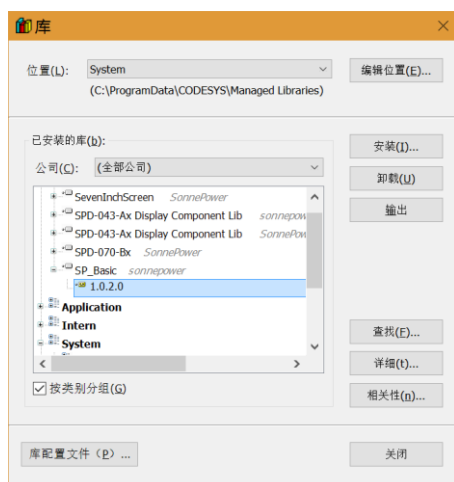 库
位置(L): System 编辑位置(E)...
(C:\ProgramData\CODESYS\Managed Libraries)
已安装的库(b): 安装(I)...
公司(C): (全部公司) 卸载(U)
SevenInchScreen SonnePower 输出
SPD-043-Ax Display Component Lib sonnepow
SPD-043-Ax Display Component Lib SonnePow
SPD-070-Bx SonnePower
SP_Basic sonnepower
1.0.2.0
Application
Intern 查找(F)...
System
详细(t)...
按类别分组(G) 相关性(n)...
库配置文件 (P) ... 关闭